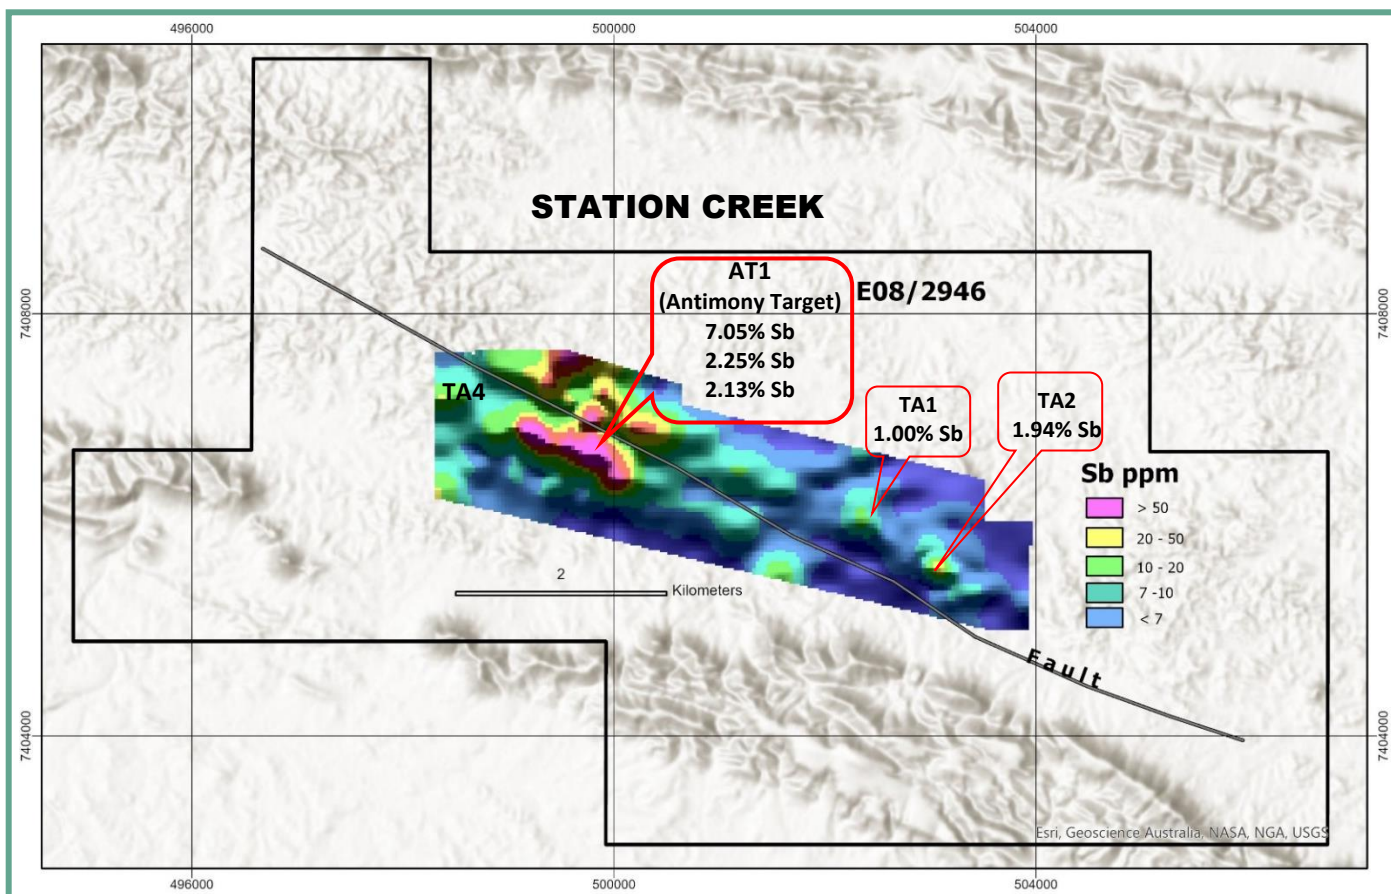 496000
500000
504000
STATION CREEK
AT1
(Antimony Target)
7.05% Sb
2.25% Sb
2.13% Sb
E08/2946
7408000
7408000
TA4
TA1
1.00% Sb
TA2
1.94% Sb
Sb ppm
> 50
20 - 50
10 - 20
7 -10
< 7
2
Kilometers
Fault
7404000
7404000
Esri, Geoscience Australia, NASA, NGA, USGS
496000
500000
504000